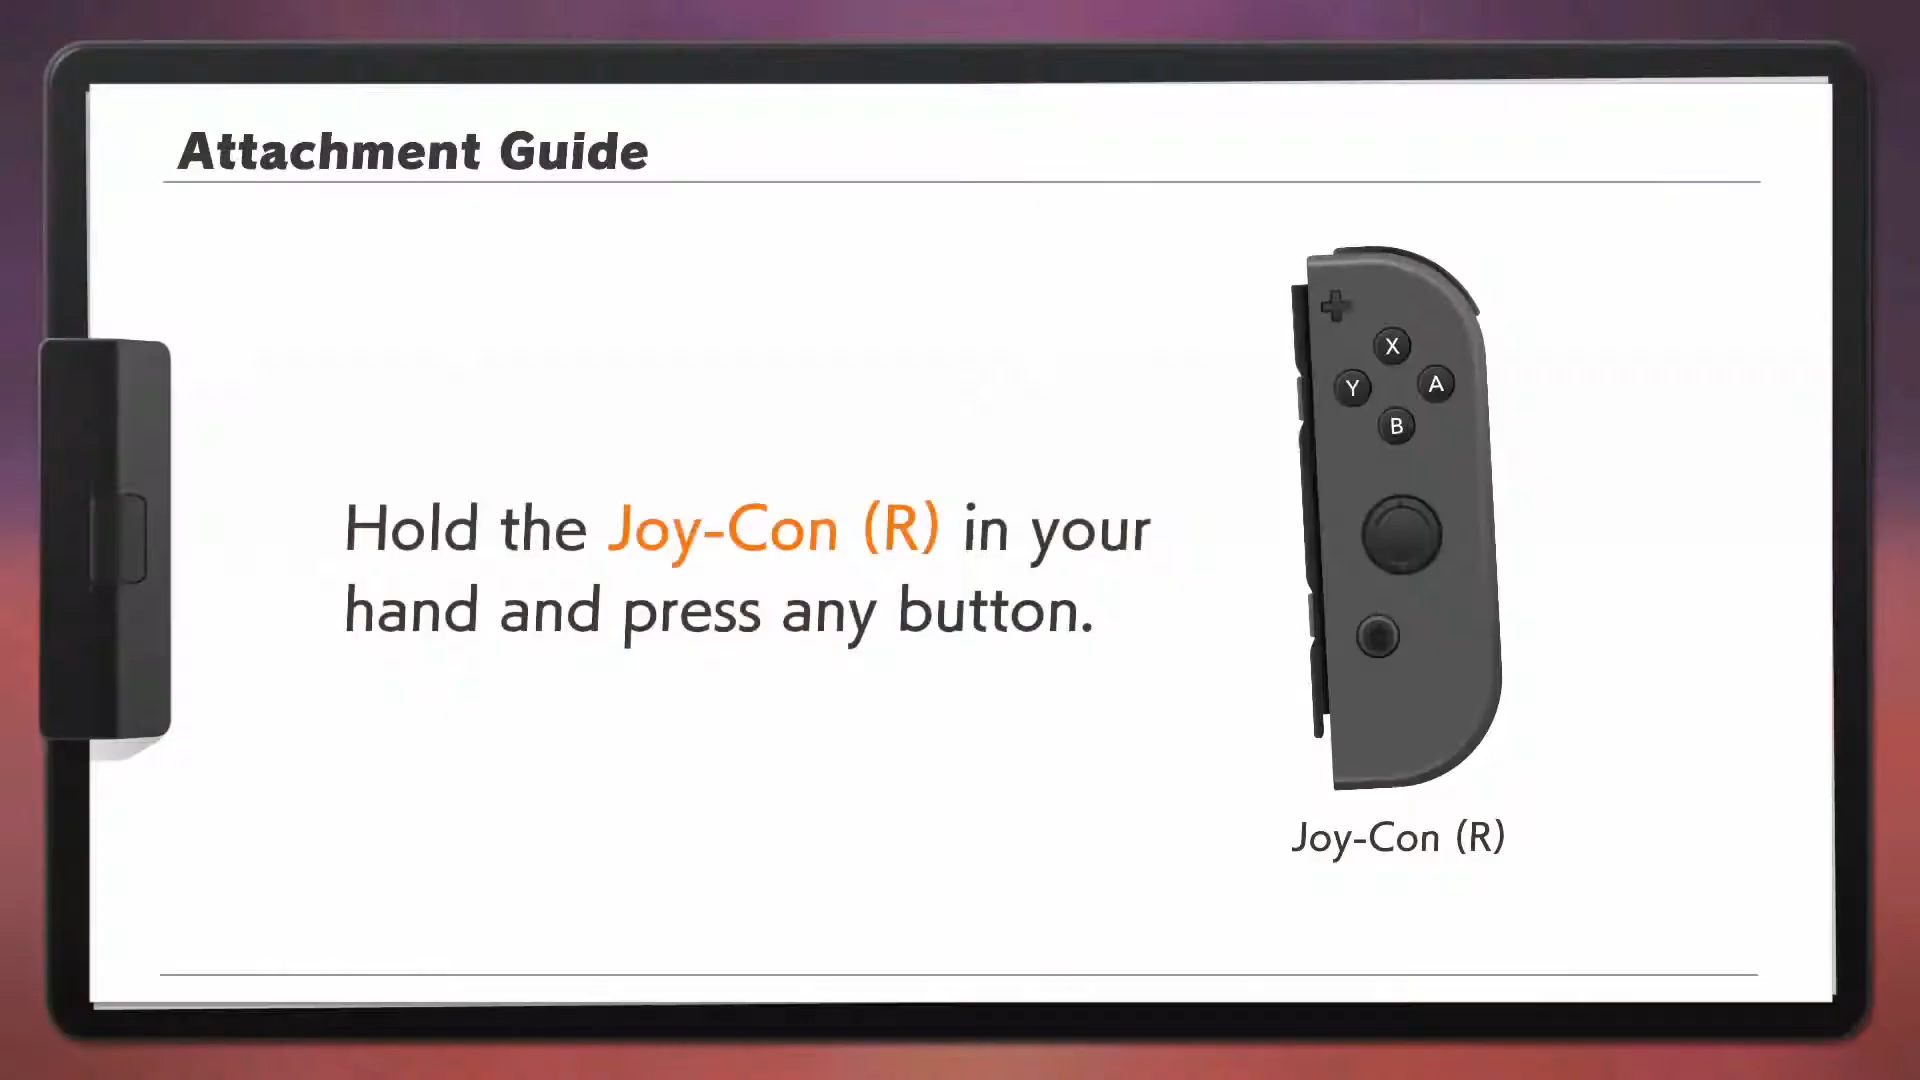 Attachment Guide
Hold the Joy-Con (R) in your
hand and press any button.
X
Y
A
B
Joy-Con (R)